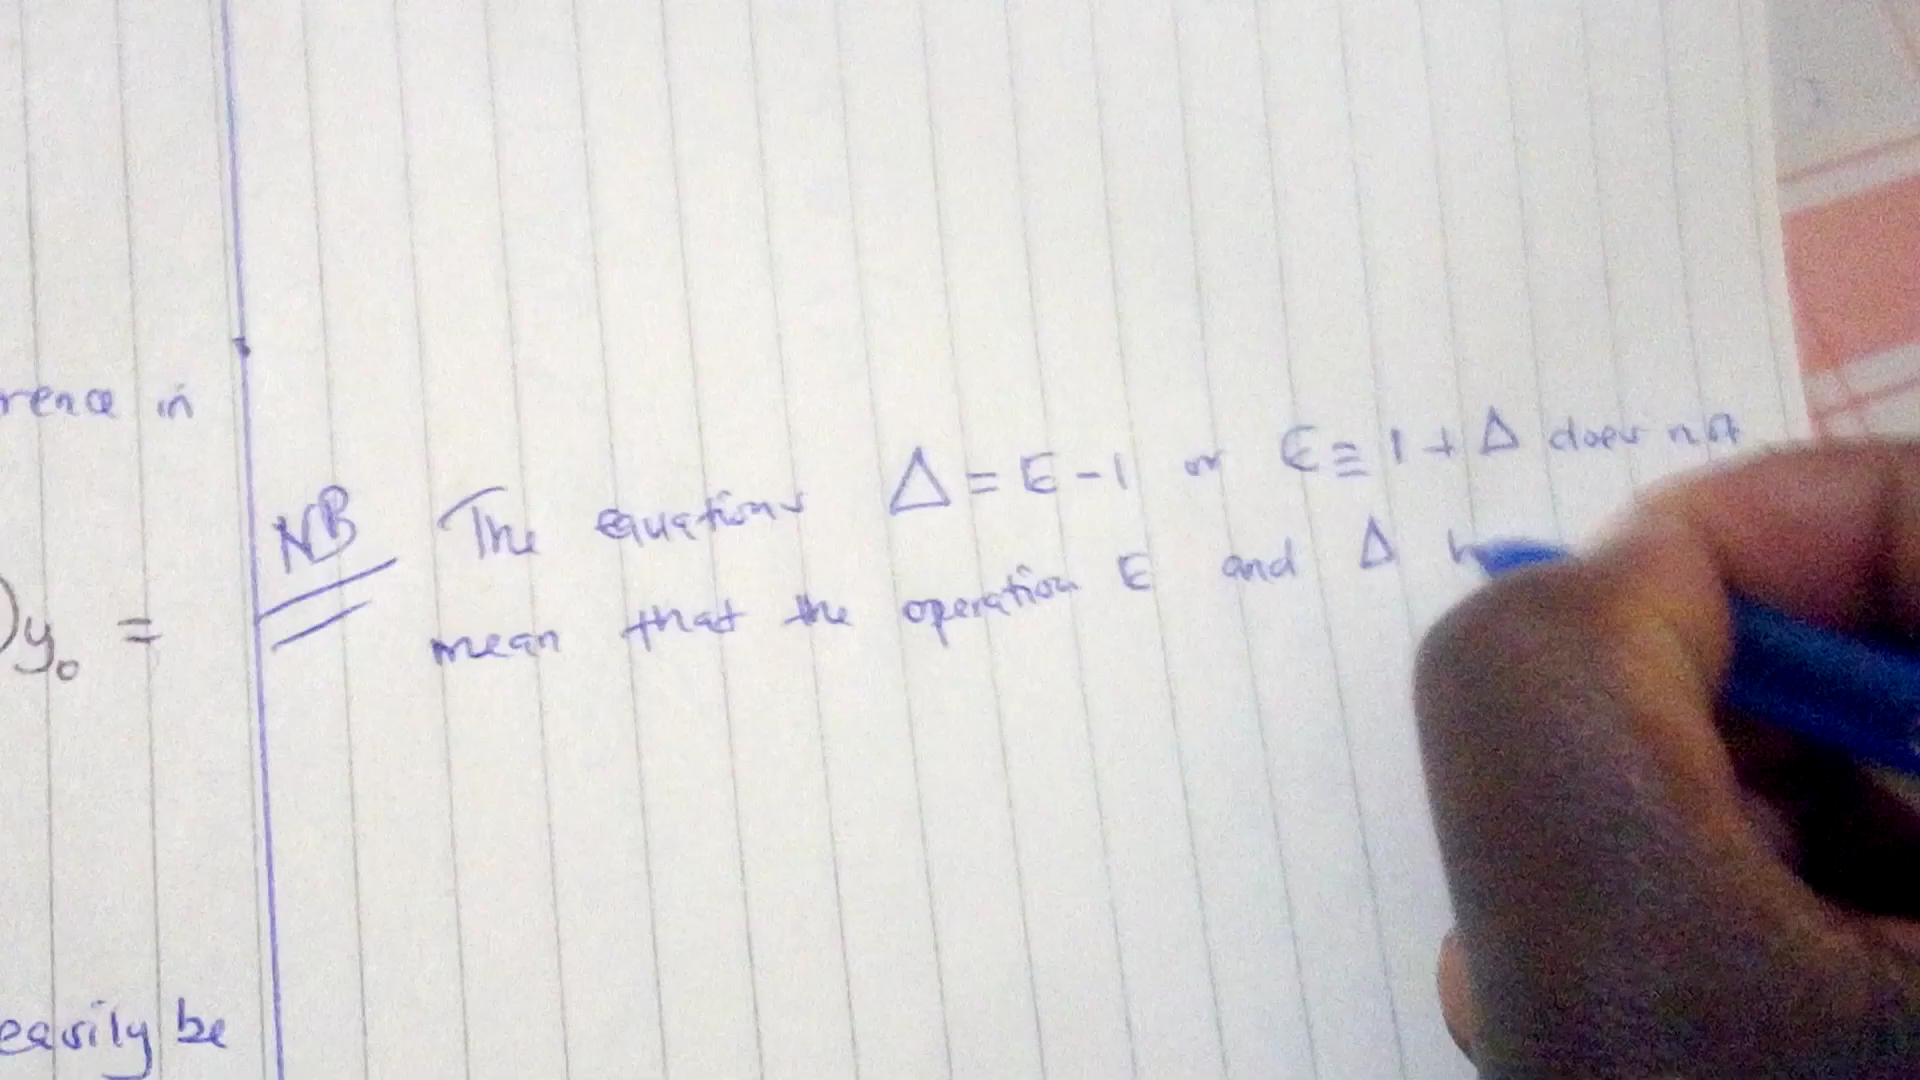 rence in
)y₀ =
easily be
NB The equations Δ = E - 1 or E ≡ 1 + Δ does not
mean that the operation E and Δ